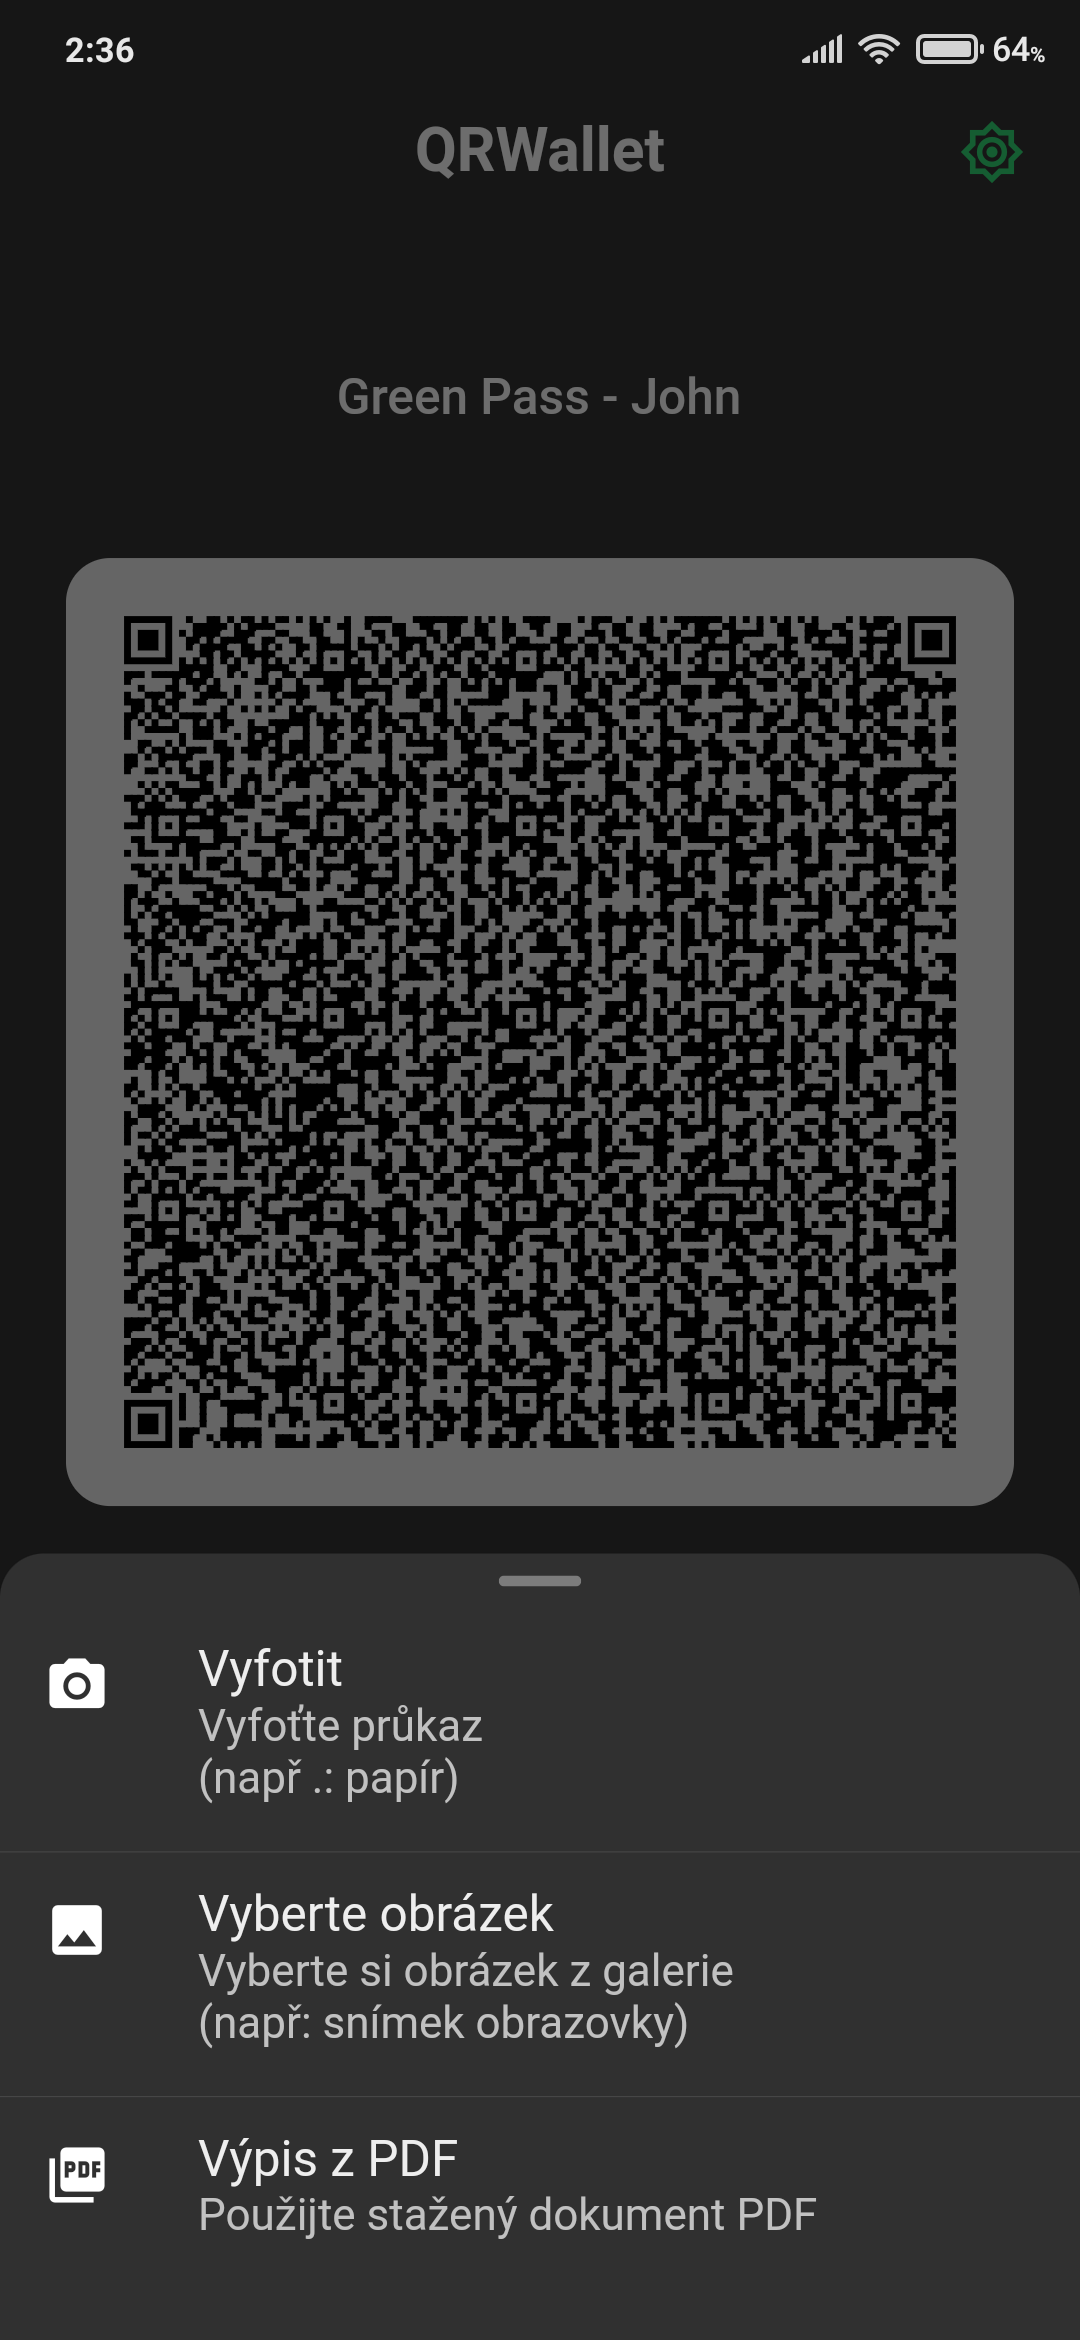 2:36
64%
QRWallet
Green Pass - John
Vyfotit
Vyfoťte průkaz
(např .: papír)
Vyberte obrázek
Vyberte si obrázek z galerie
(např: snímek obrazovky)
PDF
Výpis z PDF
Použijte stažený dokument PDF